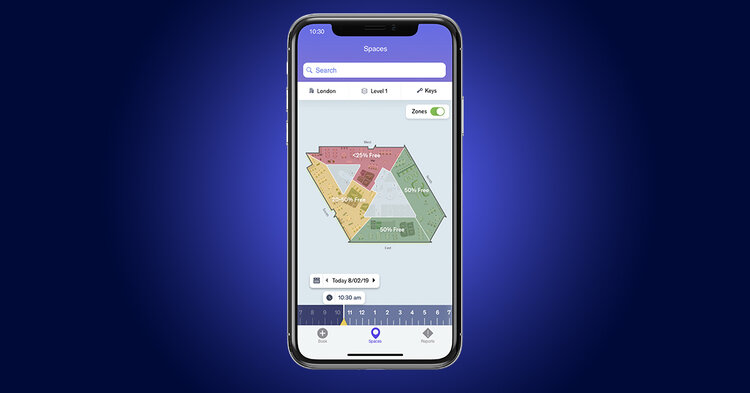 10:30
Spaces
Search
London Level 1 Keys
Zones
West
<25% Free
50% Free
25-50% Free
50% Free
East
Today 8/02/19
10:30 am
7 8 9 10 11 12 1 2 3 4 5 6 7
Book Spaces Reports